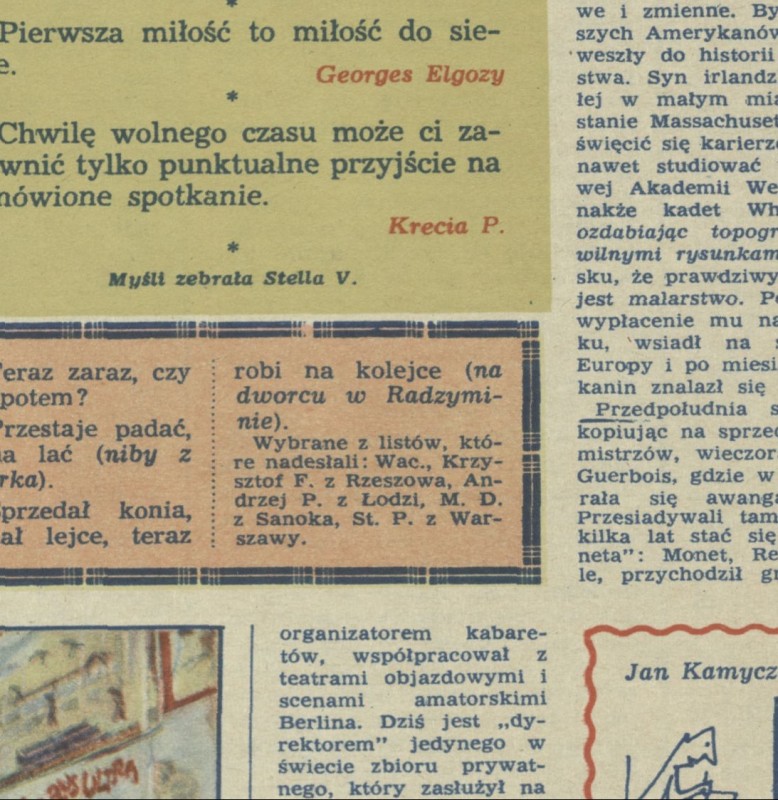 *
Pierwsza miłość to miłość do sie-
e.
Georges Elgozy
*
Chwilę wolnego czasu może ci za-
wnić tylko punktualne przyjście na
mówione spotkanie.
Krecia P.
*
Myśli zebrała Stella V.
eraz zaraz, czy
potem?
Przestaje padać,
a lać (niby z
rka).
Sprzedał konia,
ał lejce, teraz
robi na kolejce (na
dworcu w Radzymi-
nie).
Wybrane z listów, któ-
re nadesłali: Wac., Krzy-
sztof F. z Rzeszowa, An-
drzej P. z Łodzi, M. D.
z Sanoka, St. P. z War-
szawy.
organizatorem kabare-
tów, współpracował z
teatrami objazdowymi i
scenami amatorskimi
Berlina. Dziś jest „dy-
rektorem” jedynego w
świecie zbioru prywat-
nego, który zasłużył na
we i zmienne. By
szych Amerykanów
weszły do historii
stwa. Syn irlandz
łej w małym mia
stanie Massachuset
święcić się karierze
nawet studiować
wej Akademii We
nakże kadet Wh
ozdabiając topogr
wilnymi rysunkam
sku, że prawdziwy
jest malarstwo. Po
wypłacenie mu na
ku, wsiadł na s
Europy i po miesi
kanin znalazł się
Przedpołudnia s
kopiując na sprzed
mistrzów, wieczor
Guerbois, gdzie w
rała się awanga
Przesiadywali tam
kilka lat stać się
neta”: Monet, Re
le, przychodził gr
Jan Kamycz
ULTRA